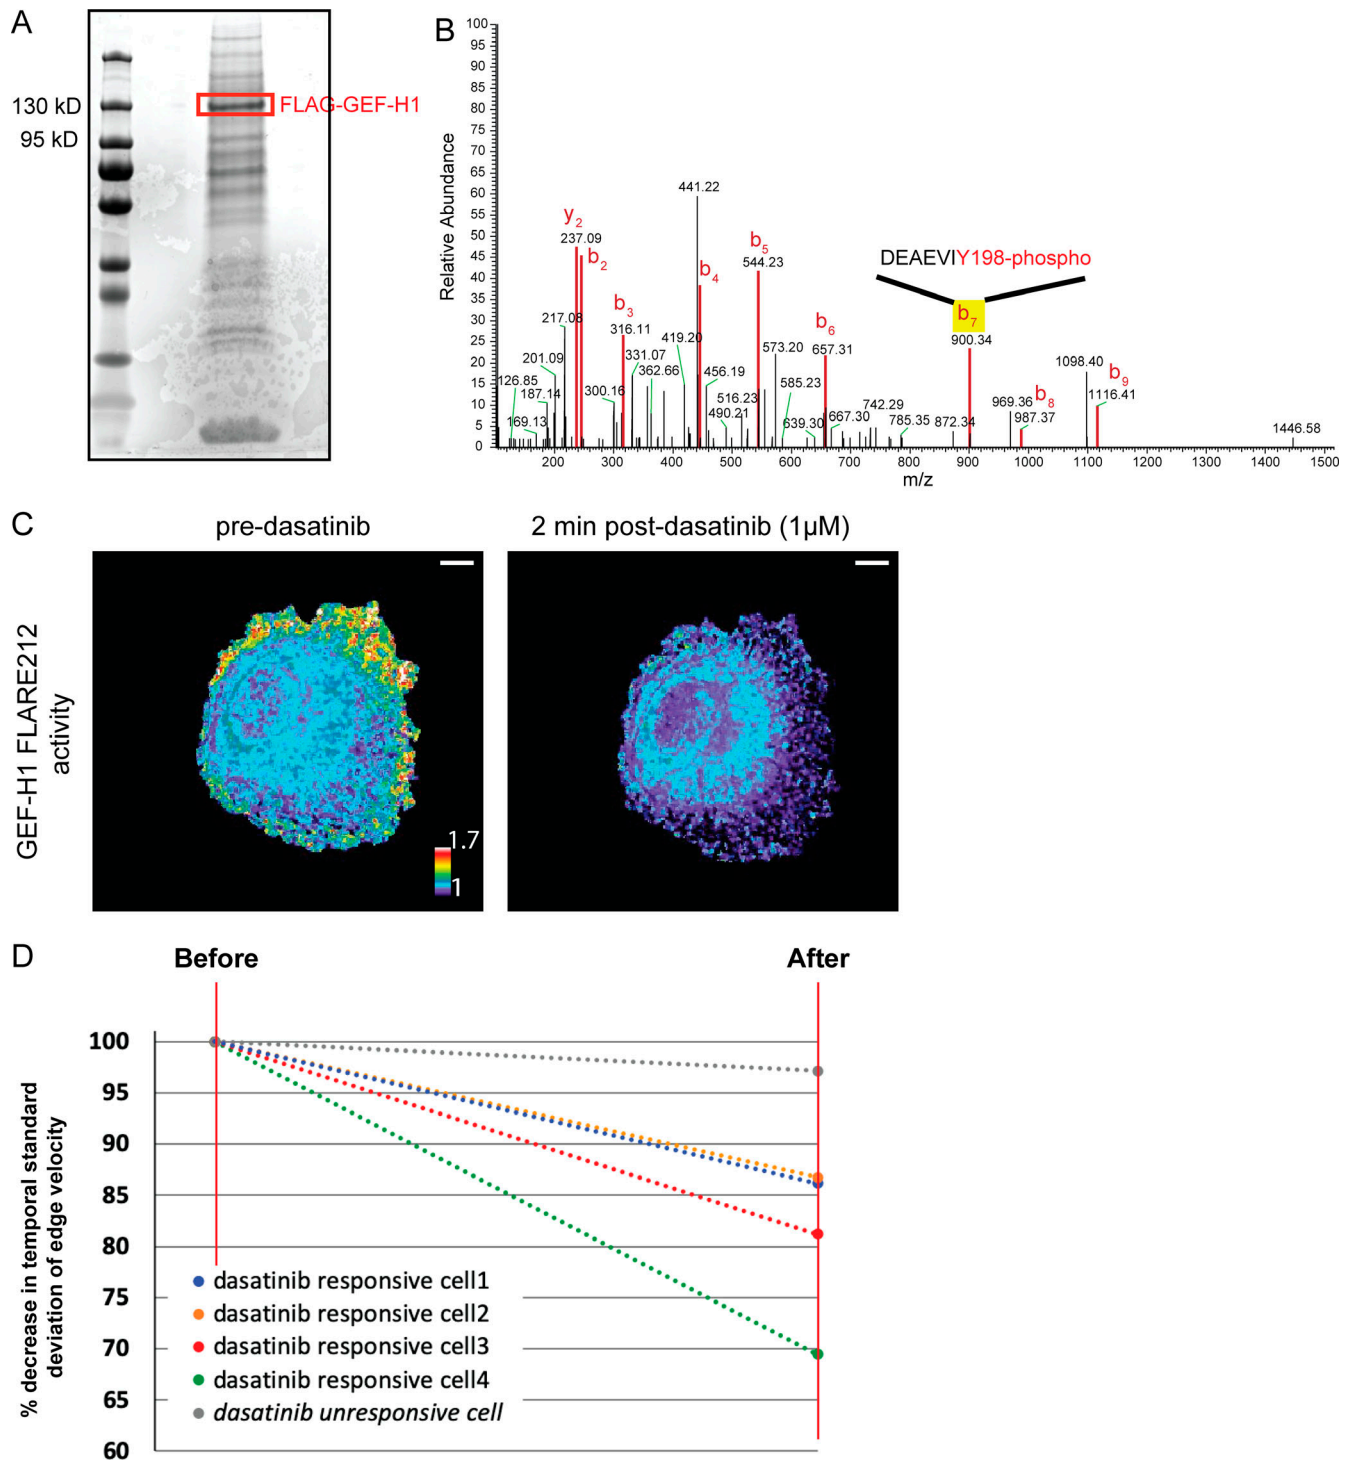 A
130 kD
95 kD
FLAG-GEF-H1
B
Relative Abundance
100
95
90
85
80
75
70
65
60
55
50
45
40
35
30
25
20
15
10
5
0
441.22
y2
237.09
b2
b3
316.11
b4
b5
544.23
b6
657.31
DEAEVIY198-phospho
b7
900.34
217.08
201.09
126.85
187.14
169.13
300.16
331.07
362.66
419.20
456.19
490.21
516.23
573.20
585.23
639.30
667.30
742.29
785.35
872.34
969.36
b8
987.37
1098.40
b9
1116.41
1446.58
200 300 400 500 600 700 800 900 1000 1100 1200 1300 1400 1500
m/z
C
pre-dasatinib
2 min post-dasatinib (1µM)
GEF-H1 FLARE212
activity
1.7
1
D
Before
After
% decrease in temporal standard
deviation of edge velocity
100
95
90
85
80
75
70
65
60
dasatinib responsive cell1
dasatinib responsive cell2
dasatinib responsive cell3
dasatinib responsive cell4
dasatinib unresponsive cell